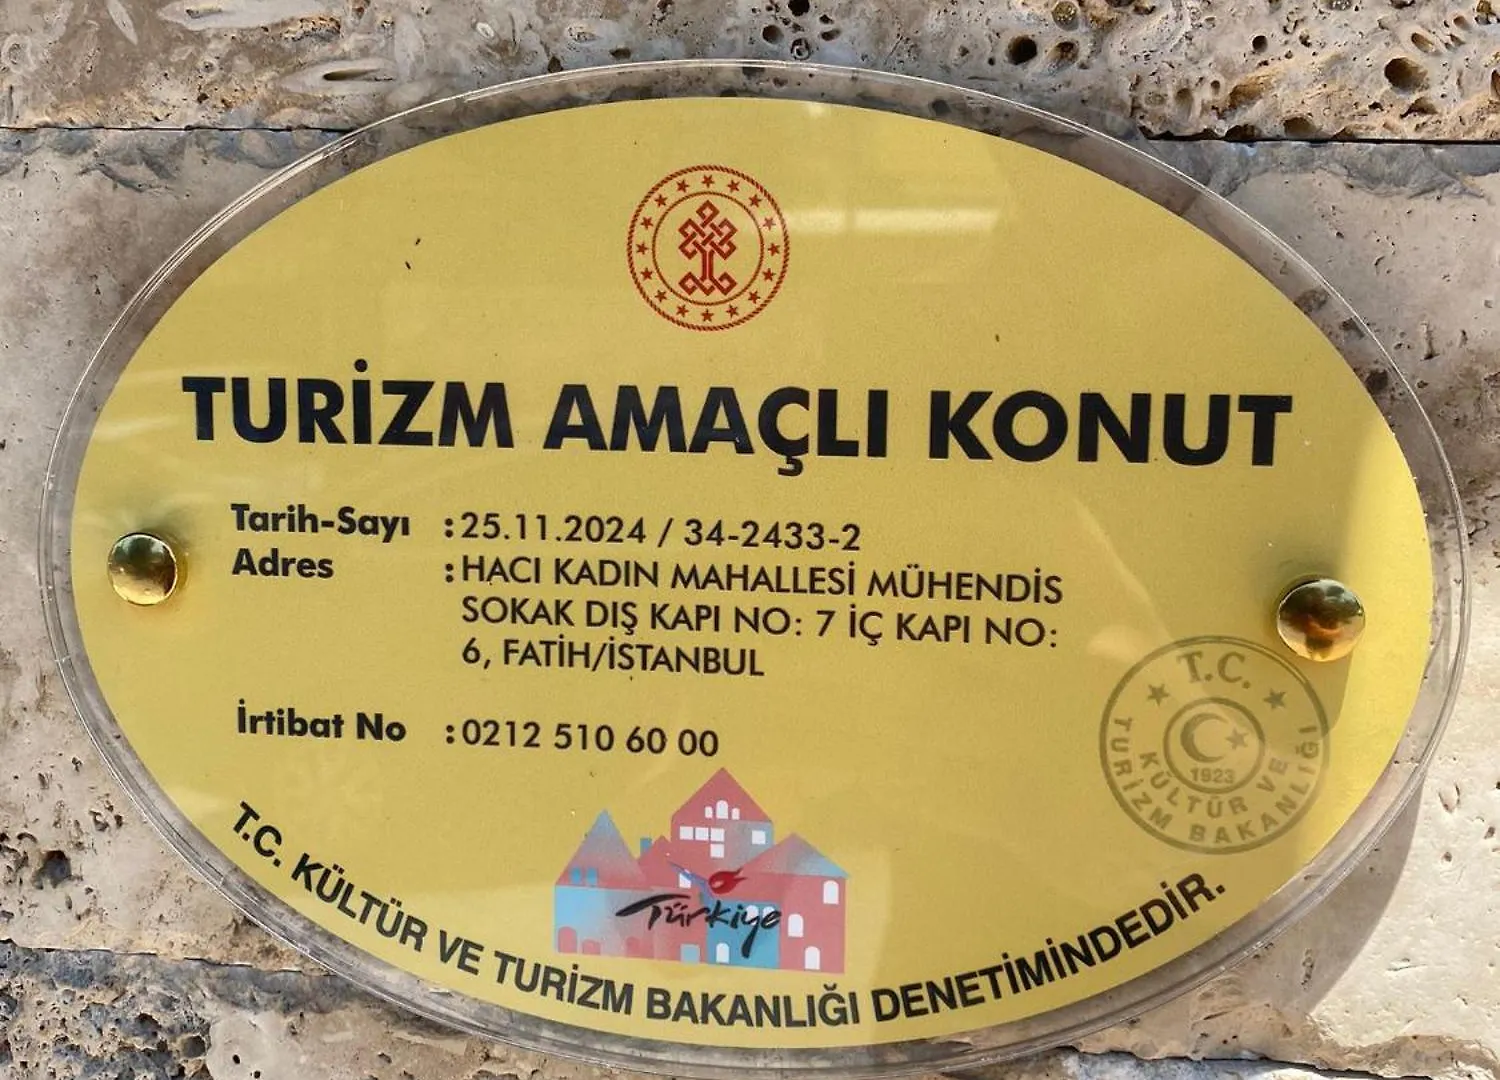 TURİZM AMAÇLI KONUT
Tarih-Sayı : 25.11.2024 / 34-2433-2
Adres : HACI KADIN MAHALLESİ MÜHENDİS
SOKAK DIŞ KAPI NO: 7 İÇ KAPI NO:
6, FATİH/İSTANBUL
İrtibat No : 0212 510 60 00
T.C.
1923
KÜLTÜR VE
TURİZM BAKANLIĞI
Türkiye
T.C. KÜLTÜR VE TURİZM BAKANLIĞI DENETİMİNDEDİR.